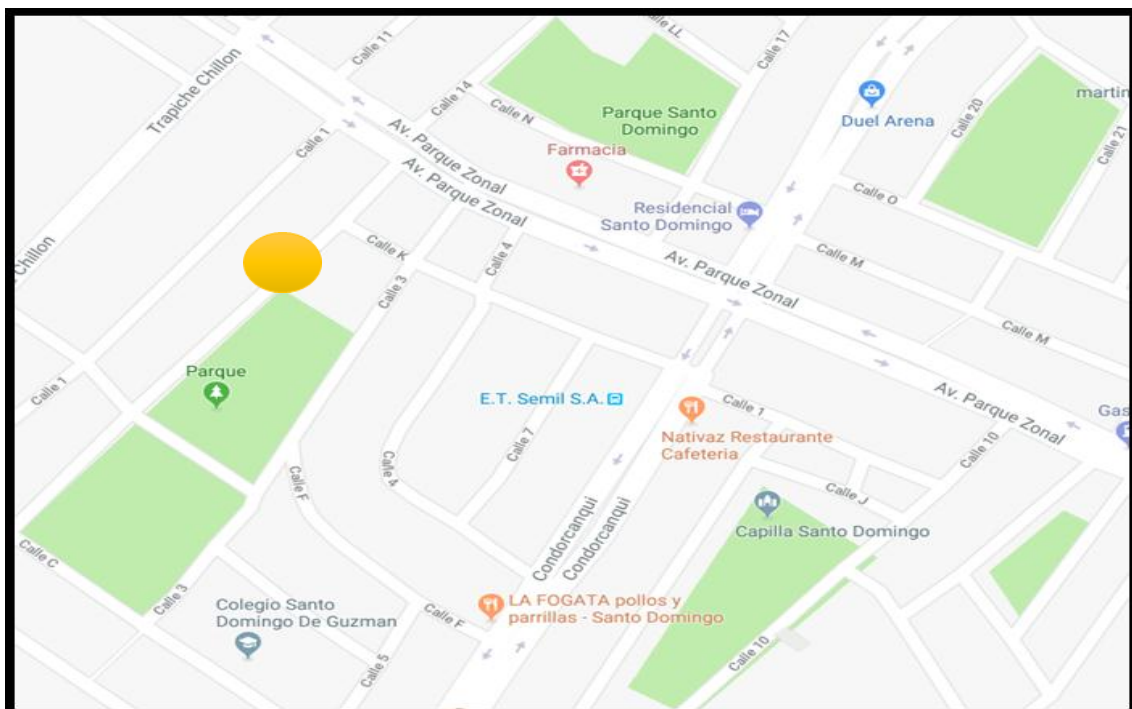 Calle LL
Calle 17
Calle 11
Trapiche Chillon
Calle 14
Calle N
Parque Santo
Domingo
Duel Arena
martin
Calle 20
Calle 21
Calle 1
Av. Parque Zonal
Av. Parque Zonal
Farmacia
Residencial
Santo Domingo
Calle O
Calle K
Calle 4
Calle M
Chillon
Calle 3
Av. Parque Zonal
Calle M
Parque
Calle 1
E.T. Semil S.A.
Calle 1
Av. Parque Zonal
Gas
Nativaz Restaurante
Cafeteria
Calle 7
Calle 10
Calle 4
Calle F
Calle J
Capilla Santo Domingo
Condorcanqui
Condorcanqui
Calle C
Calle 3
Colegio Santo
Domingo De Guzman
Calle F
LA FOGATA pollos y
parrillas - Santo Domingo
Calle 5
Calle 10